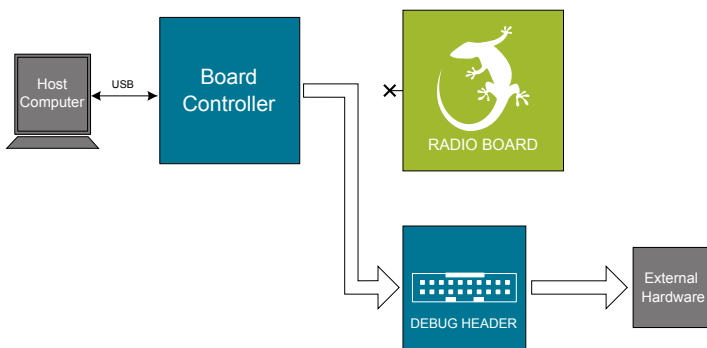 Host
Computer
USB
Board
Controller
RADIO BOARD
DEBUG HEADER
External
Hardware